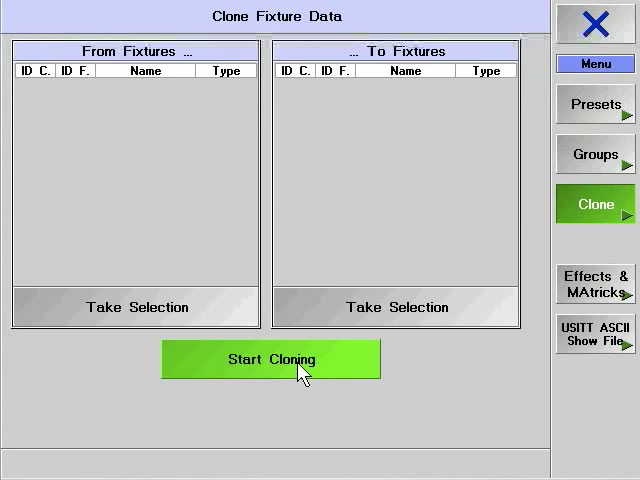 Clone Fixture Data
From Fixtures ...
ID C. ID F. Name Type
... To Fixtures
ID C. ID F. Name Type
Take Selection
Take Selection
Start Cloning
Menu
Presets
Groups
Clone
Effects &
MAtricks
USITT ASCII
Show File